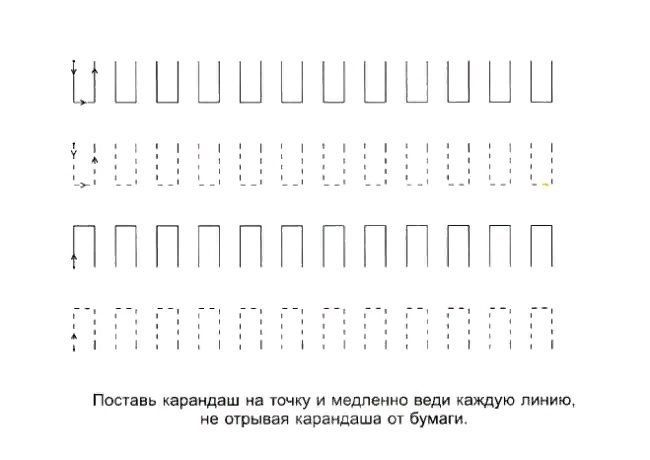 Поставь карандаш на точку и медленно веди каждую линию,
не отрывая карандаша от бумаги.